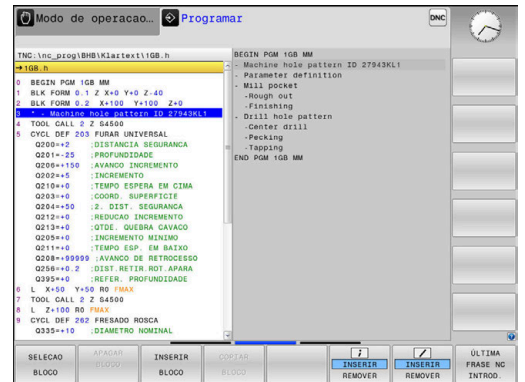 Modo de operacao...
Programar
DNC
TNC:\nc_prog\BHB\Klartext\1GB.h
→1GB.h
0 BEGIN PGM 1GB MM
1 BLK FORM 0.1 Z X+0 Y+0 Z-40
2 BLK FORM 0.2 X+100 Y+100 Z+0
3 * - Machine hole pattern ID 27943KL1
4 TOOL CALL 2 Z S4500
5 CYCL DEF 203 FURAR UNIVERSAL
Q200=+2 ;DISTANCIA SEGURANCA
Q201=-25 ;PROFUNDIDADE
Q206=+150 ;AVANCO INCREMENTO
Q202=+5 ;INCREMENTO
Q210=+0 ;TEMPO ESPERA EM CIMA
Q203=+0 ;COORD. SUPERFICIE
Q204=+50 ;2. DIST. SEGURANCA
Q212=+0 ;REDUCAO INCREMENTO
Q213=+0 ;QTDE. QUEBRA CAVACO
Q205=+0 ;INCREMENTO MINIMO
Q211=+0 ;TEMPO ESP. EM BAIXO
Q208=+99999 ;AVANCO DE RETROCESSO
Q256=+0.2 ;DIST.RETIR.ROT.APARA
Q395=+0 ;REFER. PROFUNDIDADE
6 L X+50 Y+50 R0 FMAX
7 TOOL CALL 2 Z S4500
8 L Z+100 R0 FMAX
9 CYCL DEF 262 FRESADO ROSCA
Q335=+10 ;DIAMETRO NOMINAL
BEGIN PGM 1GB MM
- Machine hole pattern ID 27943KL1
- Parameter definition
- Mill pocket
-Rough out
-Finishing
- Drill hole pattern
-Center drill
-Pecking
-Tapping
END PGM 1GB MM
SELECAO
BLOCO
APAGAR
BLOCO
INSERIR
BLOCO
COPIAR
BLOCO
INSERIR
REMOVER
INSERIR
REMOVER
ÚLTIMA
FRASE NC
INTROD.